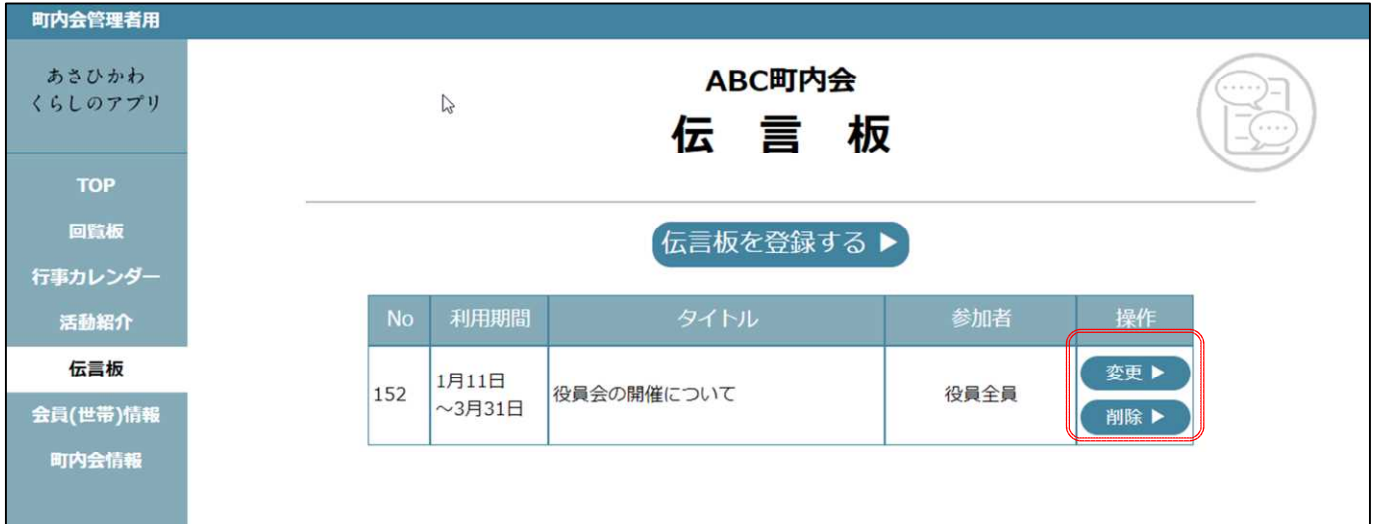 町内会管理者用
あさひかわ
くらしのアプリ
TOP
回覧板
行事カレンダー
活動紹介
伝言板
会員(世帯)情報
町内会情報
ABC町内会
伝 言 板
伝言板を登録する ▶
No 利用期間 タイトル 参加者 操作
152 1月11日 ～3月31日 役員会の開催について 役員全員 変更 ▶ 削除 ▶